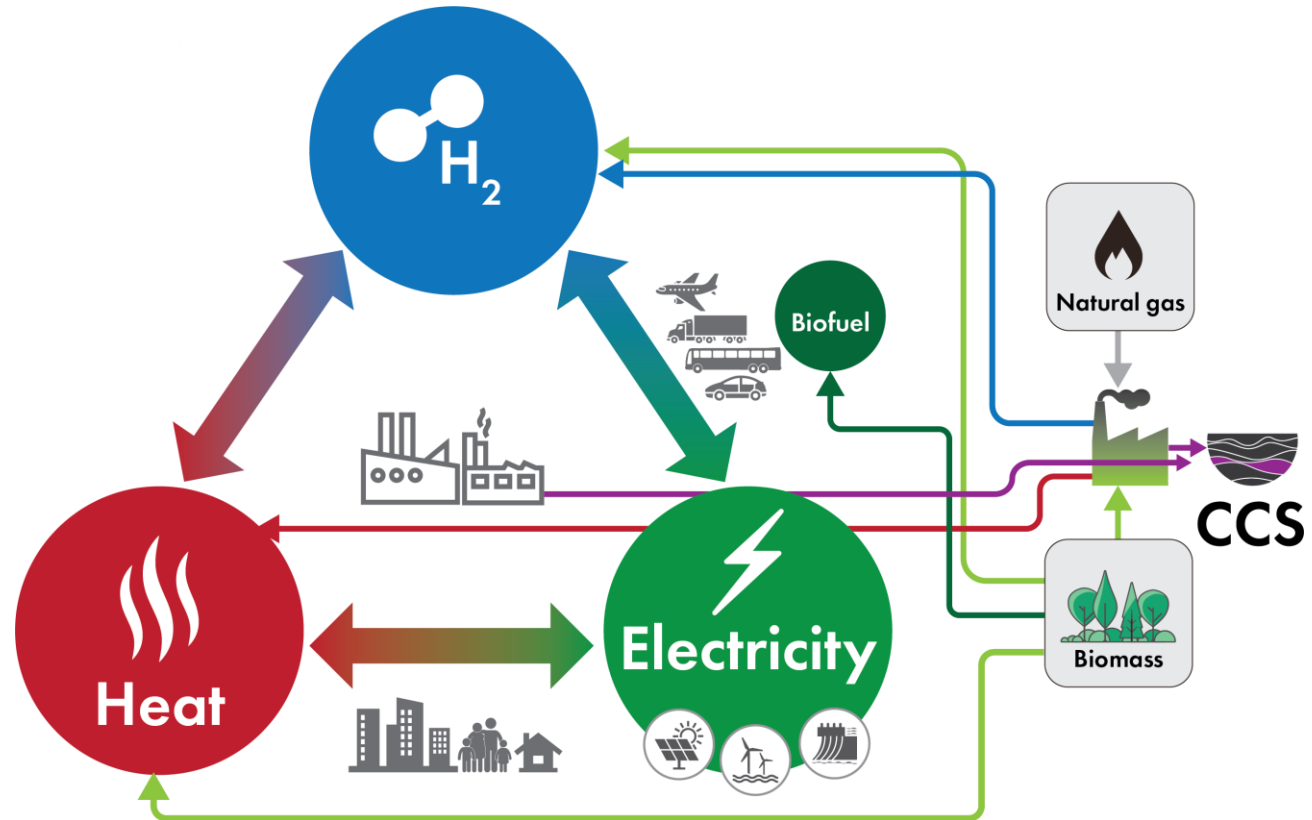 H₂
Biofuel
Natural gas
CCS
Electricity
Biomass
Heat